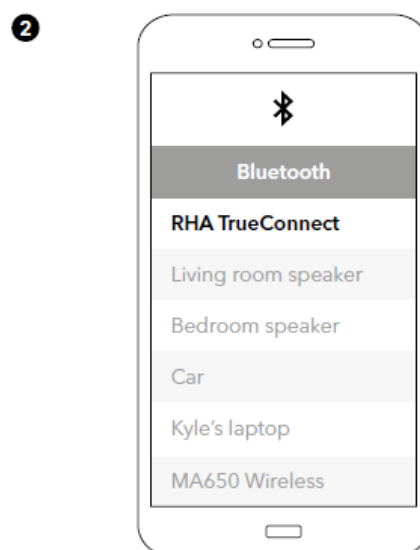 2
Bluetooth
RHA TrueConnect
Living room speaker
Bedroom speaker
Car
Kyle's laptop
MA650 Wireless